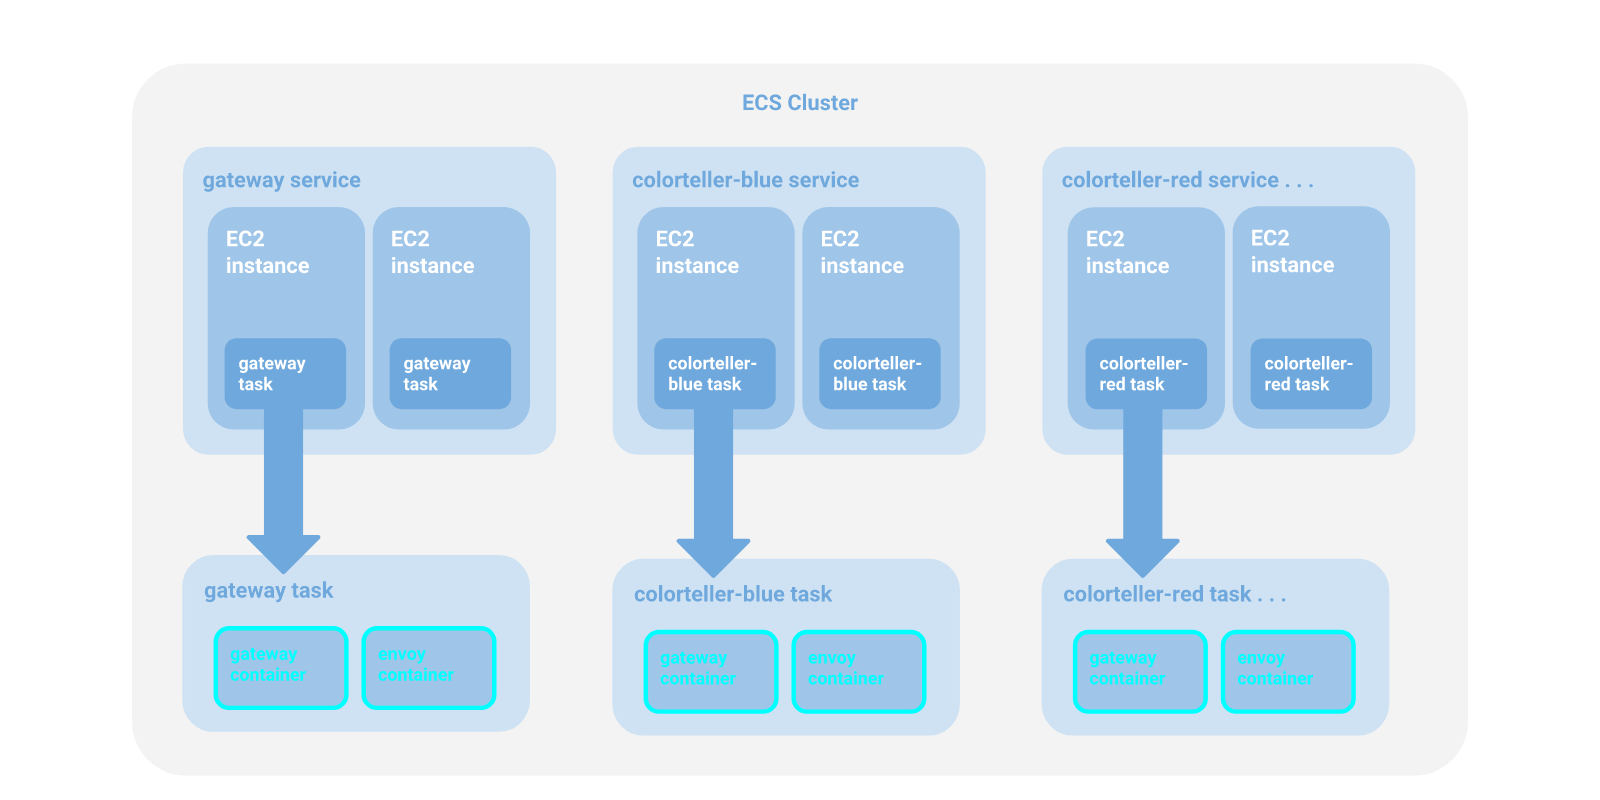 ECS Cluster
gateway service
EC2
instance
gateway
task
EC2
instance
gateway
task
colorteller-blue service
EC2
instance
colorteller-
blue task
EC2
instance
colorteller-
blue task
colorteller-red service . . .
EC2
instance
colorteller-
red task
EC2
instance
colorteller-
red task
gateway task
gateway
container
envoy
container
colorteller-blue task
gateway
container
envoy
container
colorteller-red task . . .
gateway
container
envoy
container